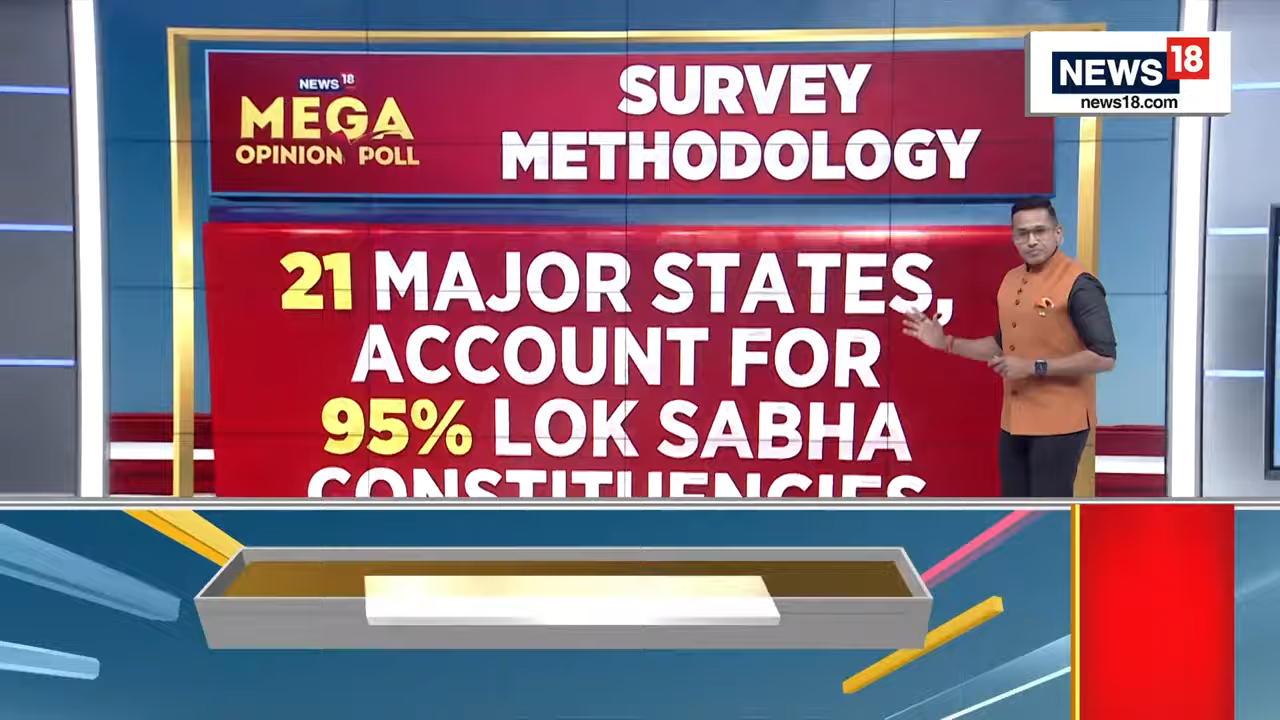 NEWS 18
MEGA
OPINION POLL
SURVEY
METHODOLOGY
NEWS 18
news18.com
21 MAJOR STATES,
ACCOUNT FOR
95% LOK SABHA
CONSTITUENCIES